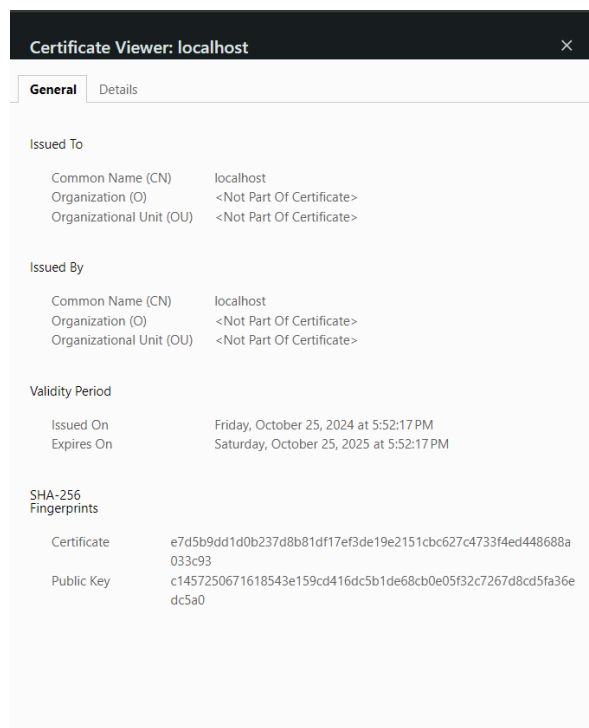 Certificate Viewer: localhost
General Details
Issued To
Common Name (CN) localhost
Organization (O) <Not Part Of Certificate>
Organizational Unit (OU) <Not Part Of Certificate>
Issued By
Common Name (CN) localhost
Organization (O) <Not Part Of Certificate>
Organizational Unit (OU) <Not Part Of Certificate>
Validity Period
Issued On Friday, October 25, 2024 at 5:52:17 PM
Expires On Saturday, October 25, 2025 at 5:52:17 PM
SHA-256
Fingerprints
Certificate e7d5b9dd1d0b237d8b81df17ef3de19e2151cbc627c4733f4ed448688a
033c93
Public Key c1457250671618543e159cd416dc5b1de68cb0e05f32c7267d8cd5fa36e
dc5a0